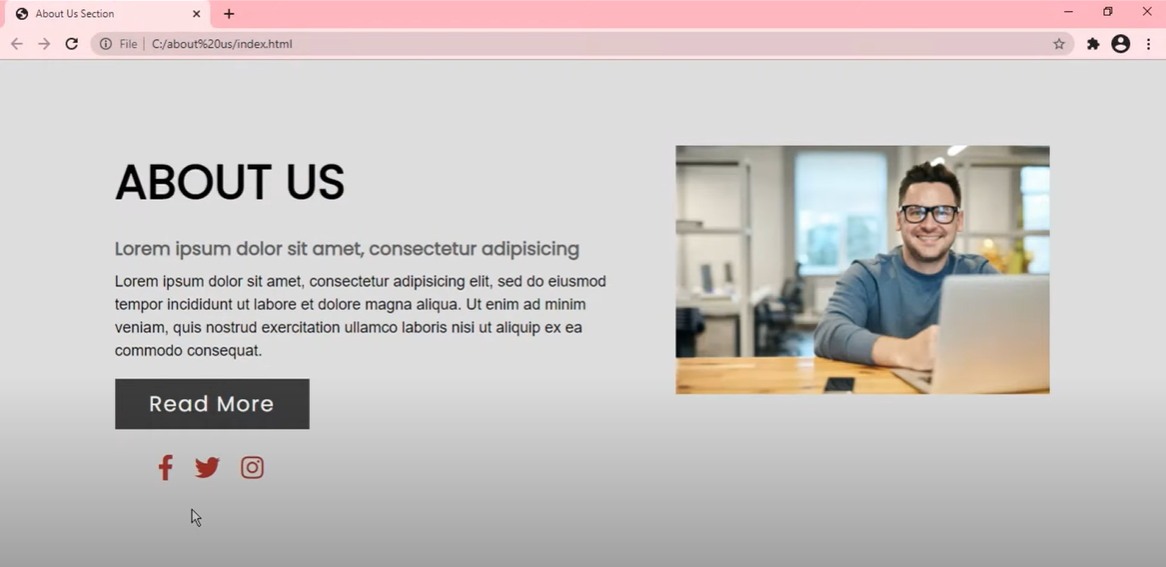 About Us Section
File C:/about%20us/index.html
ABOUT US
Lorem ipsum dolor sit amet, consectetur adipisicing
Lorem ipsum dolor sit amet, consectetur adipisicing elit, sed do eiusmod
tempor incididunt ut labore et dolore magna aliqua. Ut enim ad minim
veniam, quis nostrud exercitation ullamco laboris nisi ut aliquip ex ea
commodo consequat.
Read More